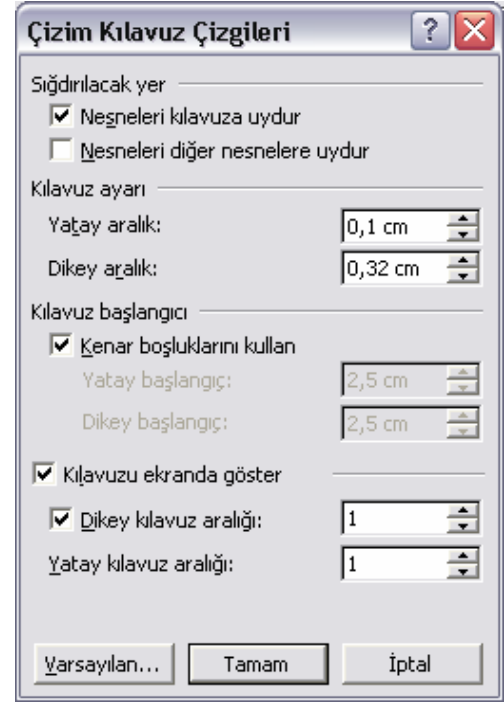 Çizim Kılavuz Çizgileri
Sığdırılacak yer
Nesneleri kılavuza uydur
Nesneleri diğer nesnelere uydur
Kılavuz ayarı
Yatay aralık: 0,1 cm
Dikey aralık: 0,32 cm
Kılavuz başlangıcı
Kenar boşluklarını kullan
Yatay başlangıç: 2,5 cm
Dikey başlangıç: 2,5 cm
Kılavuzu ekranda göster
Dikey kılavuz aralığı: 1
Yatay kılavuz aralığı: 1
Varsayılan... Tamam İptal